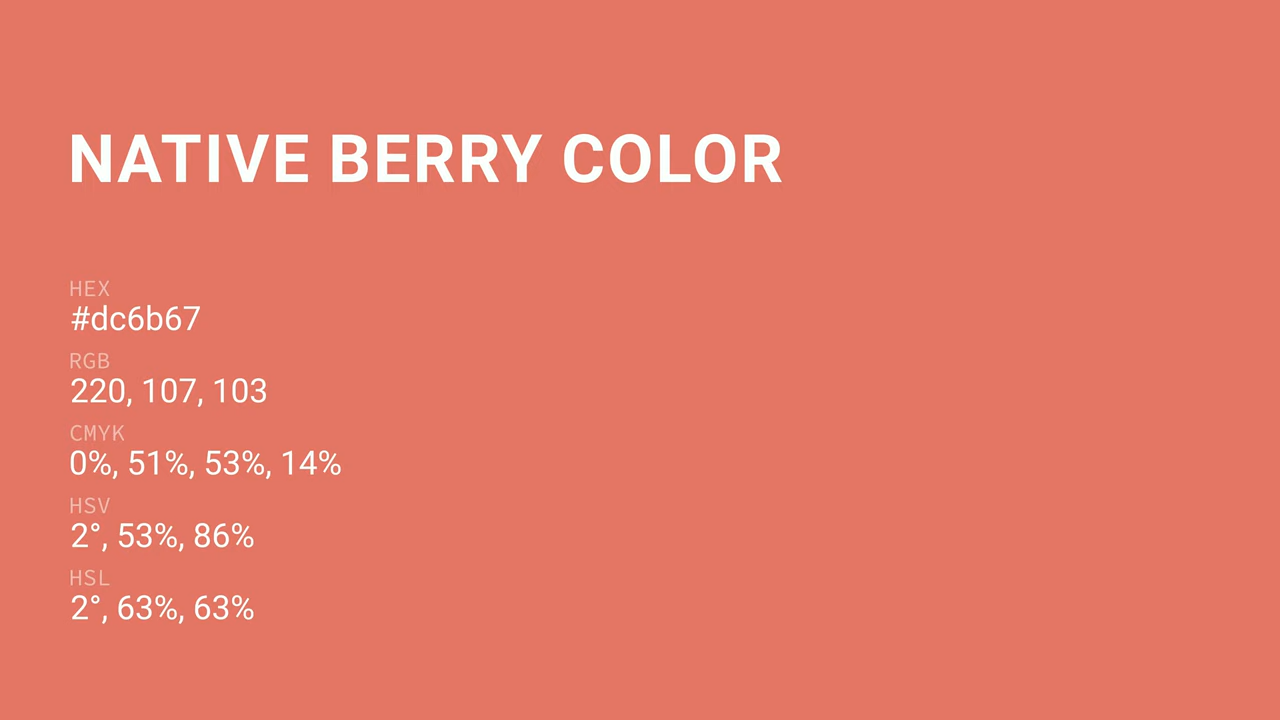 NATIVE BERRY COLOR
HEX
#dc6b67
RGB
220, 107, 103
CMYK
0%, 51%, 53%, 14%
HSV
2°, 53%, 86%
HSL
2°, 63%, 63%